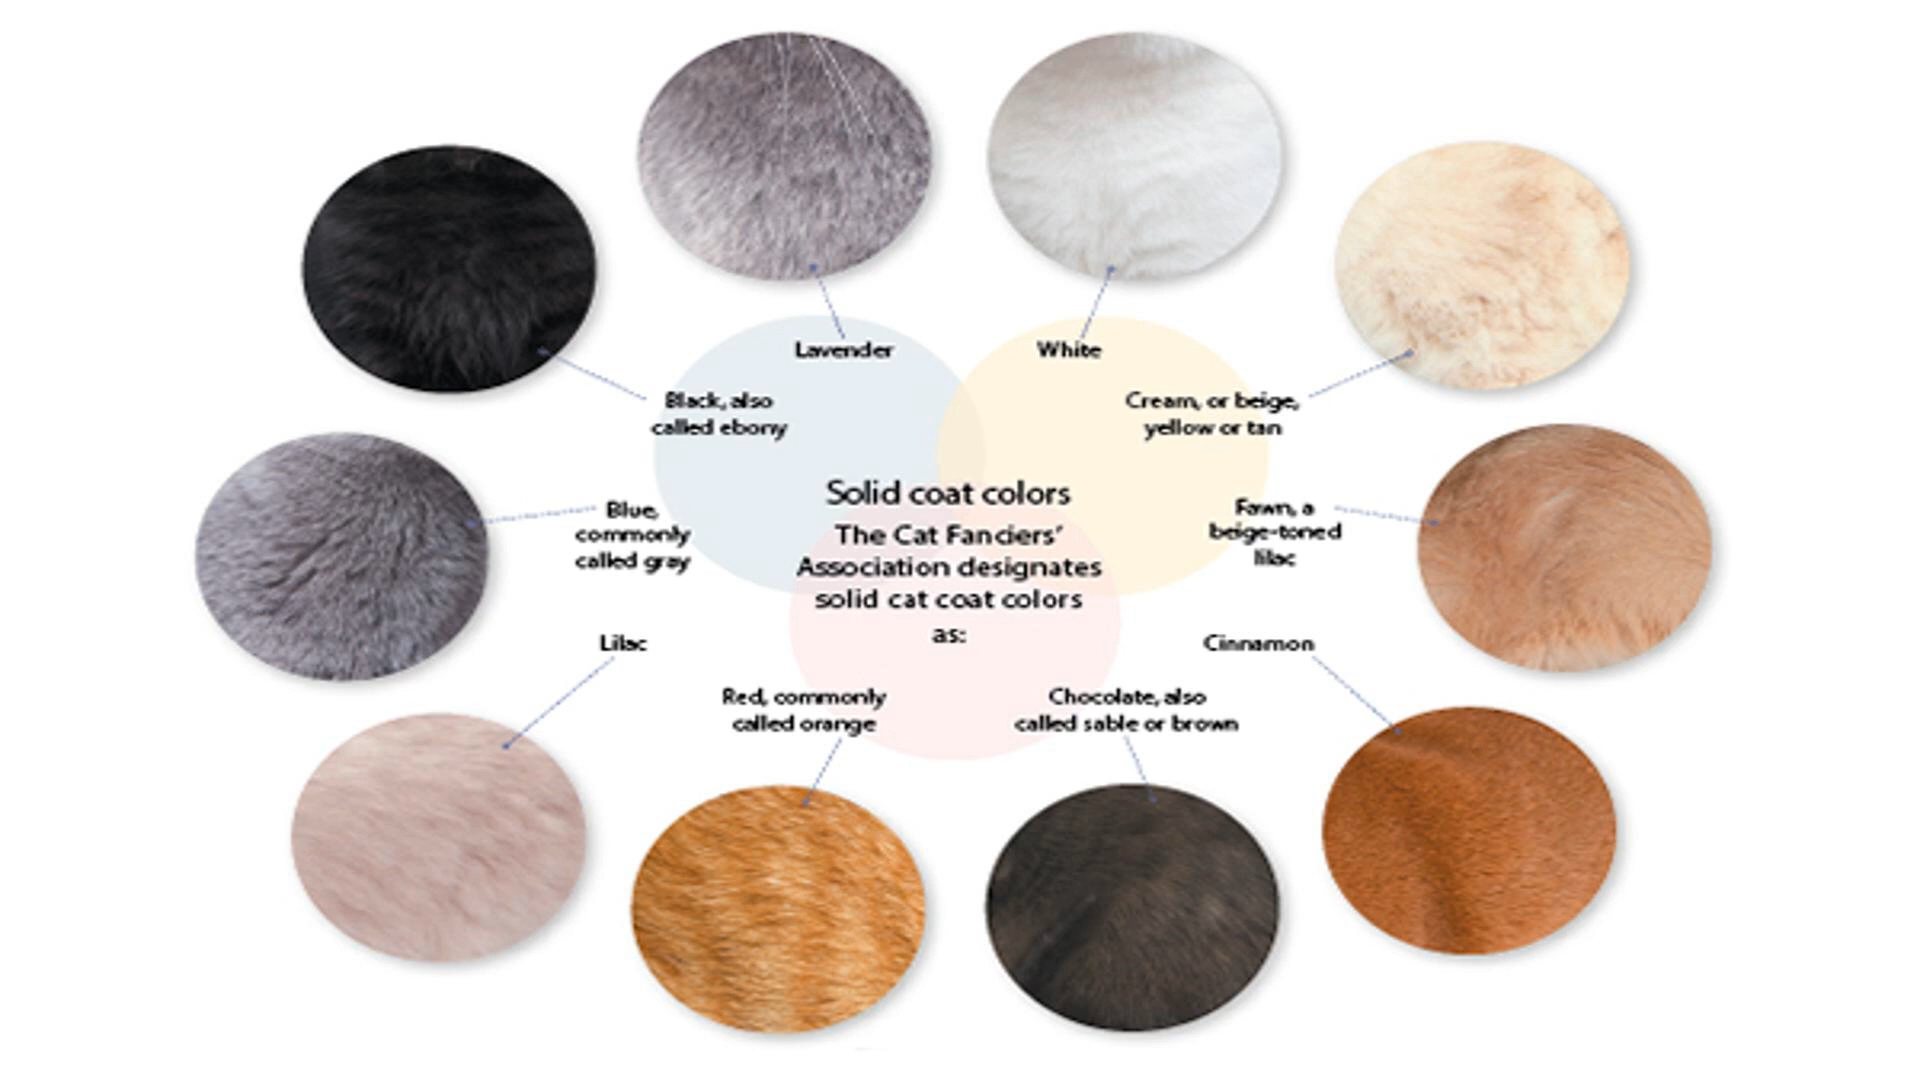 Lavender
White
Black, also
called ebony
Cream, or beige,
yellow or tan
Blue,
commonly
called gray
Fawn, a
beige-toned
lilac
Solid coat colors
The Cat Fanciers’
Association designates
solid cat coat colors
as:
Lilac
Cinnamon
Red, commonly
called orange
Chocolate, also
called sable or brown